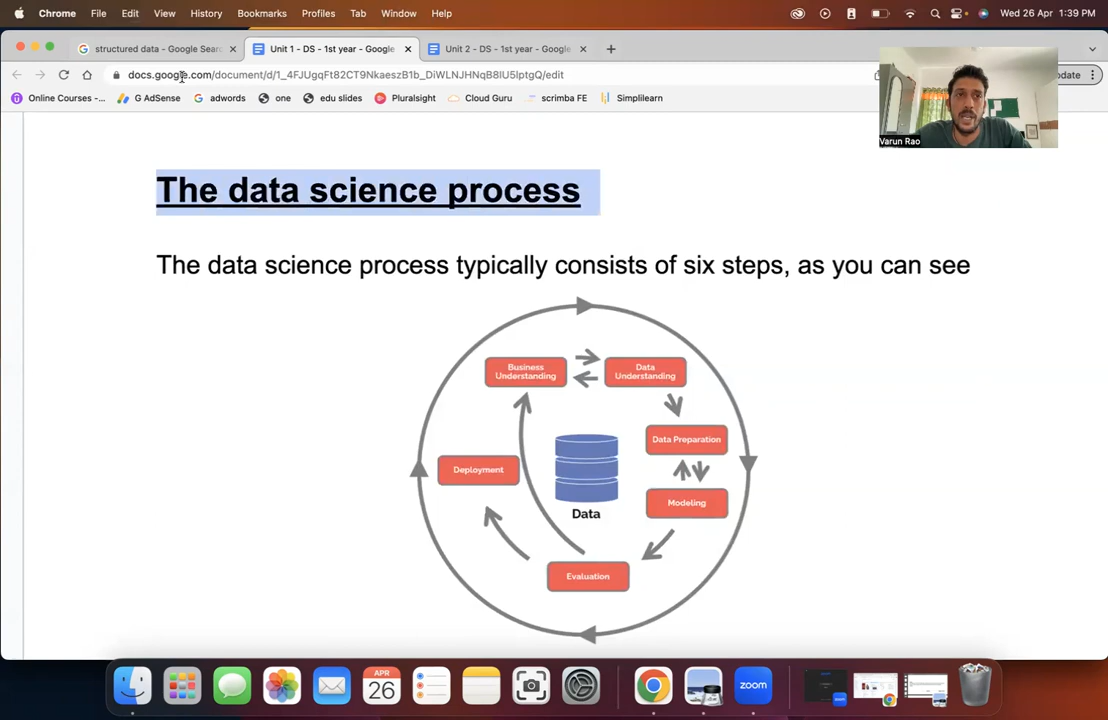 Chrome File Edit View History Bookmarks Profiles Tab Window Help Wed 26 Apr 1:39 PM
structured data - Google Sear
Unit 1 - DS - 1st year - Google
Unit 2 - DS - 1st year - Google
docs.google.com/document/d/1_4FJUgqFt82CT9NkaeszB1b_DiWLNJHNqB8IU5lptgQ/edit
date
Online Courses -... G AdSense adwords one edu slides Pluralsight Cloud Guru scrimba FE Simplilearn
Varun Rao
The data science process
The data science process typically consists of six steps, as you can see
Business
Understanding
Data
Understanding
Data Preparation
Deployment
Modeling
Data
Evaluation
APR
26
zoom